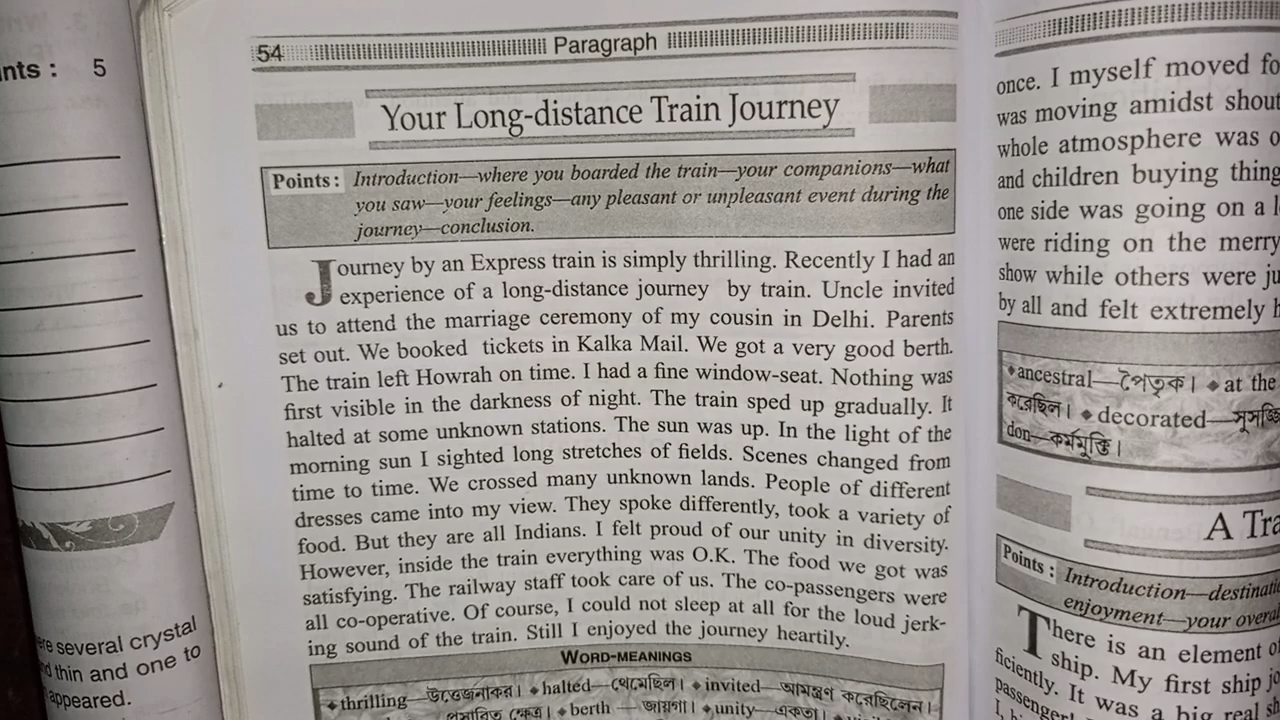 nts : 5
ere several crystal
d thin and one to
appeared.
54 Paragraph
Your Long-distance Train Journey
Points : Introduction—where you boarded the train—your companions—what
you saw—your feelings—any pleasant or unpleasant event during the
journey—conclusion.
Journey by an Express train is simply thrilling. Recently I had an
experience of a long-distance journey by train. Uncle invited
us to attend the marriage ceremony of my cousin in Delhi. Parents
set out. We booked tickets in Kalka Mail. We got a very good berth.
The train left Howrah on time. I had a fine window-seat. Nothing was
first visible in the darkness of night. The train sped up gradually. It
halted at some unknown stations. The sun was up. In the light of the
morning sun I sighted long stretches of fields. Scenes changed from
time to time. We crossed many unknown lands. People of different
dresses came into my view. They spoke differently, took a variety of
food. But they are all Indians. I felt proud of our unity in diversity.
However, inside the train everything was O.K. The food we got was
satisfying. The railway staff took care of us. The co-passengers were
all co-operative. Of course, I could not sleep at all for the loud jerk-
ing sound of the train. Still I enjoyed the journey heartily.
WORD-MEANINGS
◆thrilling—উত্তেজনাকর। ◆halted—থেমেছিল। ◆invited—আমন্ত্রণ করেছিলেন।
প্রসারিত ক্ষেত্র। ◆berth — জায়গা। ◆unity—একতা।
once. I myself moved fo
was moving amidst shout
whole atmosphere was
and children buying thing
one side was going on a
were riding on the merry
show while others were ju
by all and felt extremely
◆ancestral—পৈতৃক। ◆at the
করেছিল। ◆decorated—সুসজ্জি
don—কর্মমুক্তি।
A Tra
Points : Introduction—destinati
enjoyment—your overa
There is an element
ship. My first ship jo
ficiently. It was a big real sh
passenger